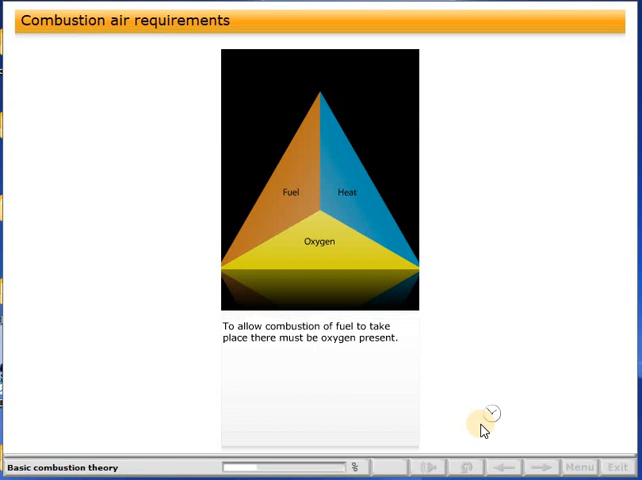 Combustion air requirements
Fuel
Heat
Oxygen
To allow combustion of fuel to take
place there must be oxygen present.
Basic combustion theory
Menu
Exit